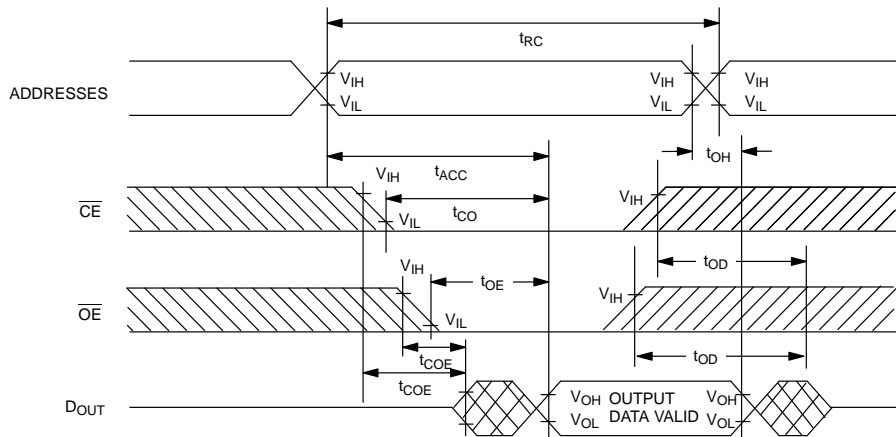 tRC
ADDRESSES
VIH
VIL
VIH
VIL
VIH
VIL
tOH
tACC
CE
VIH
tCO
VIL
VIH
tOD
OE
VIH
tOE
VIL
VIH
tOD
tCOE
tCOE
DOUT
VOH
VOL
OUTPUT
DATA VALID
VOH
VOL